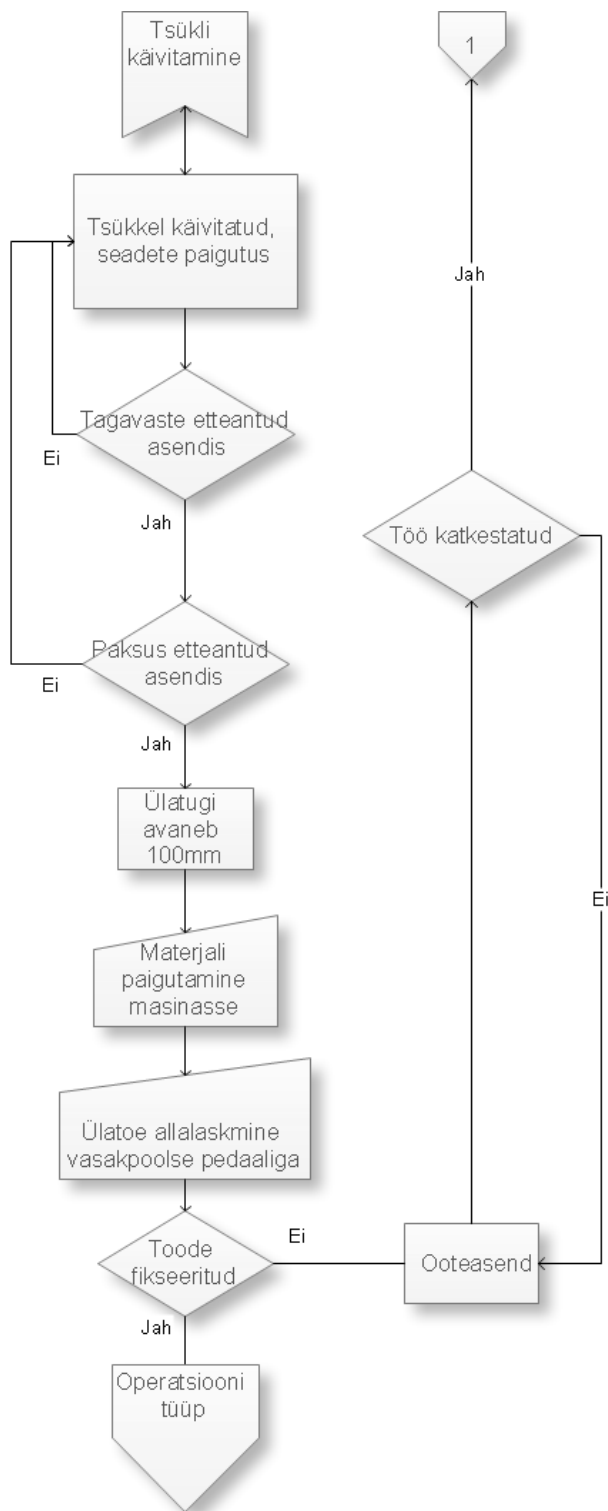 Tsükli
käivitamine
Tsükkel käivitatud,
seadete paigutus
Tagavaste etteantud
asendis
Ei
Jah
Paksus etteantud
asendis
Ei
Jah
Ülatugi
avaneb
100mm
Materjali
paigutamine
masinasse
Ülatoe allalaskmine
vasakpoolse pedaaliga
Toode
fikseeritud
Ei
Jah
Operatsiooni
tüüp
Ooteasend
Töö katkestatud
Ei
Jah
1